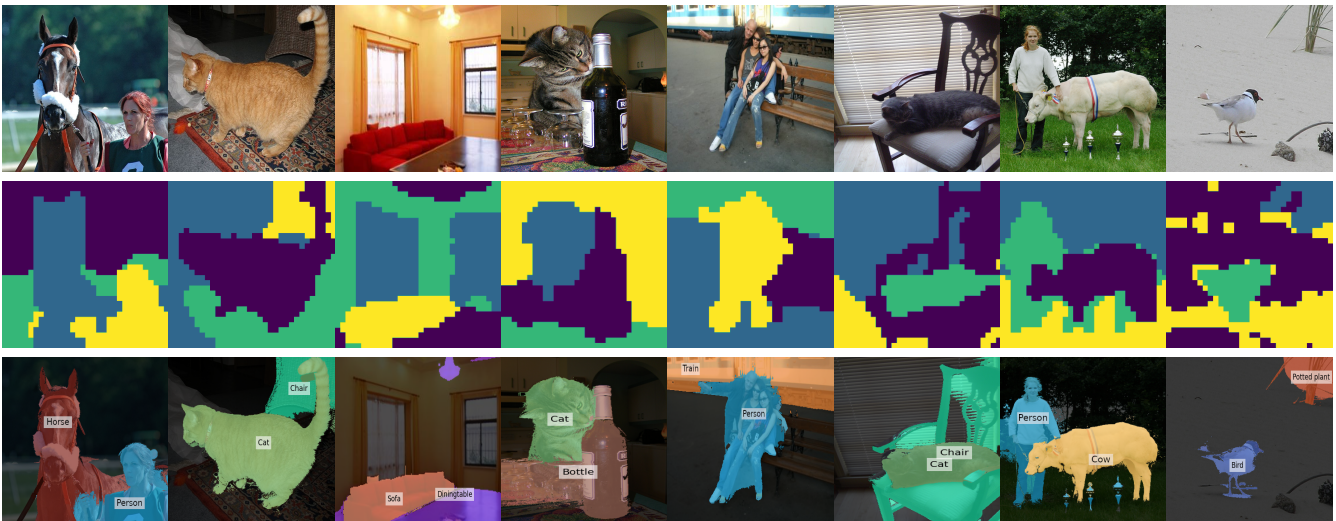 Horse
Person
Chair
Cat
Sofa
Diningtable
Cat
Bottle
Train
Person
Chair
Cat
Person
Cow
Potted plant
Bird